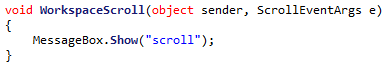 void WorkspaceScroll(object sender, ScrollEventArgs e)
{
    MessageBox.Show("scroll");
}